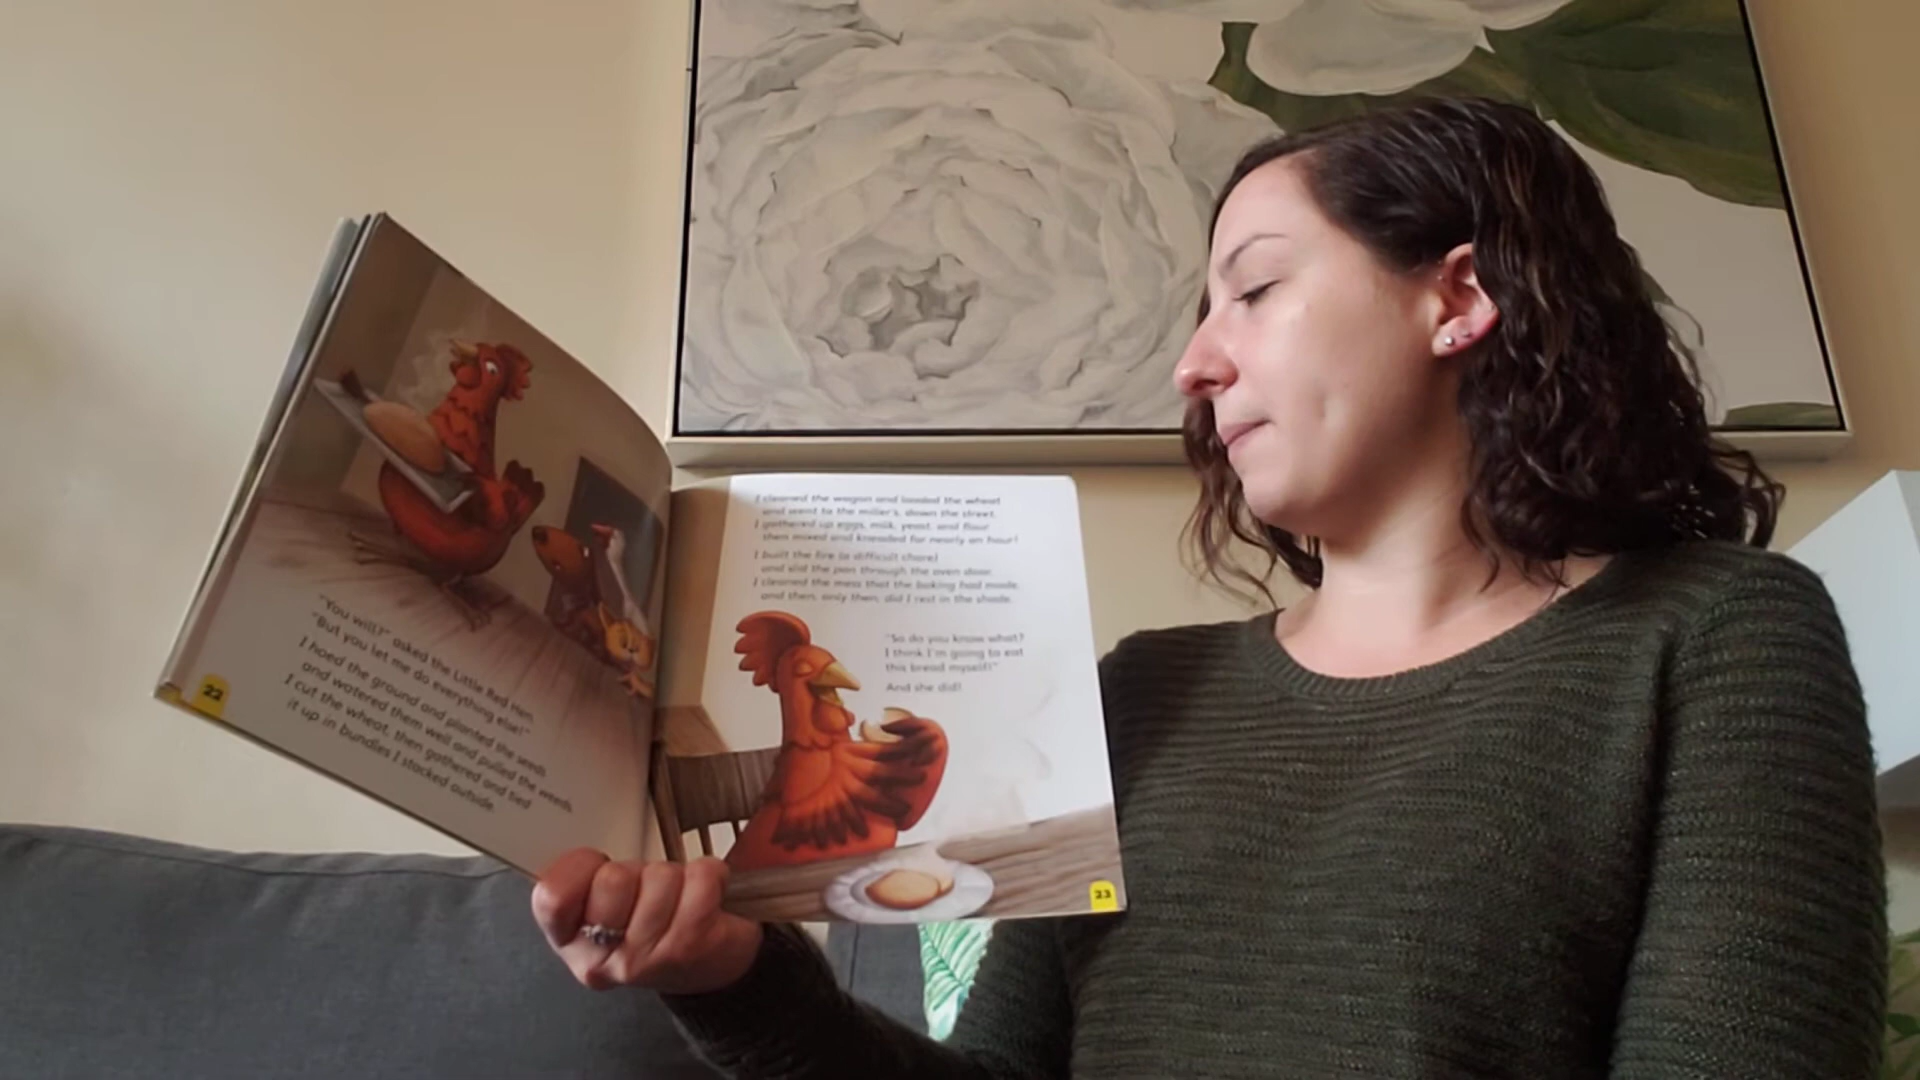 "You will?" asked the Little Red Hen.
"But you let me do everything else!"
I hoed the ground and planted the seeds
and watered them well and pulled the weeds.
I cut the wheat, then gathered and tied
it up in bundles I stacked outside.
22
I cleaned the wagon and loaded the wheat
and went to the miller's, down the street.
I gathered up eggs, milk, yeast, and flour
then mixed and kneaded for nearly an hour!
I built the fire (a difficult chore)
and slid the pan through the oven door.
I cleaned the mess that the baking had made,
and then, only then, did I rest in the shade.
"So do you know what?
I think I'm going to eat
this bread myself!"
And she did!
23